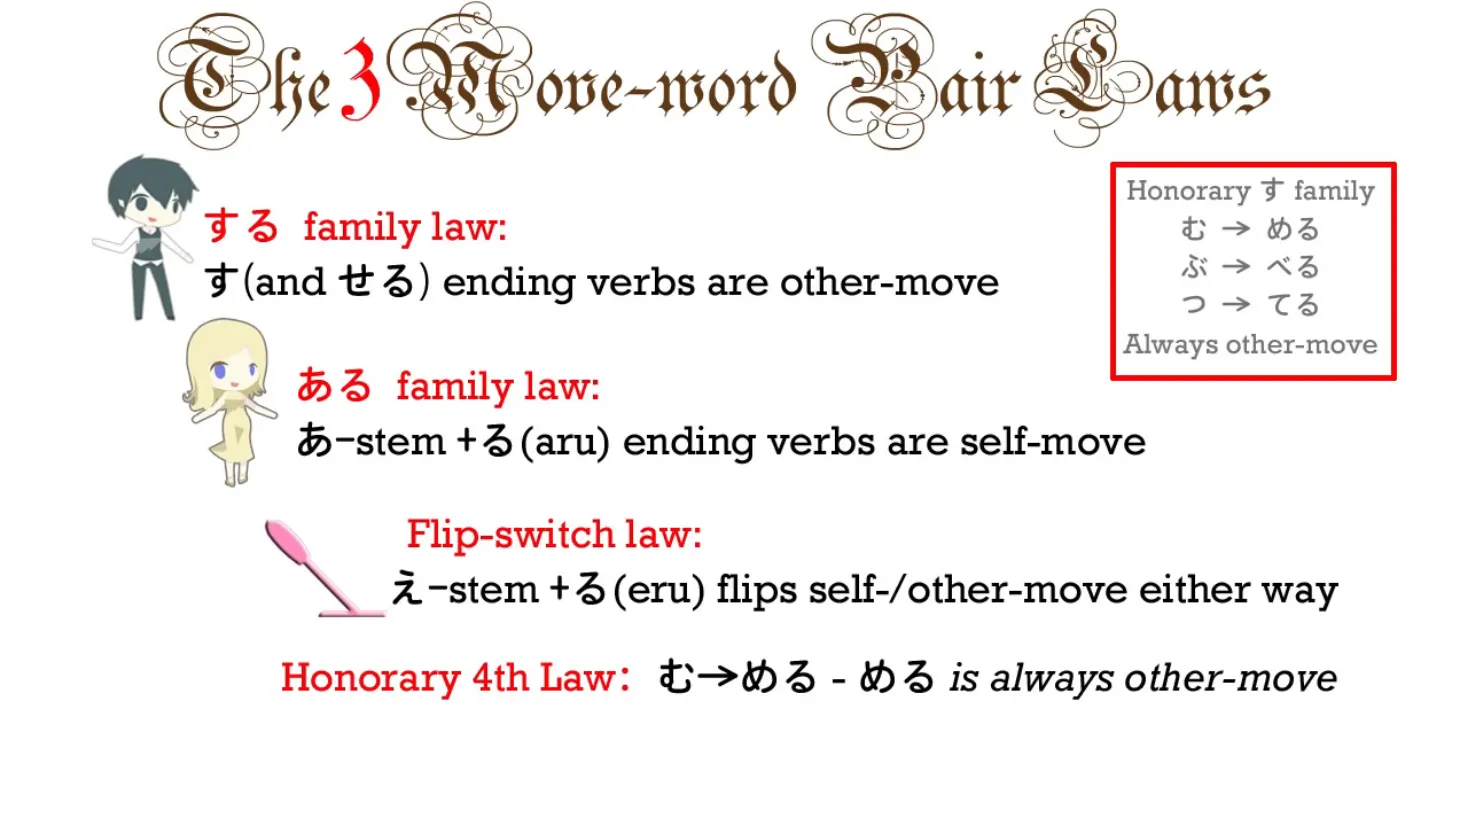 The 3 Move-word Pair Laws
する family law:
す(and せる) ending verbs are other-move
Honorary す family
む → める
ぶ → べる
つ → てる
Always other-move
ある family law:
あ-stem +る(aru) ending verbs are self-move
Flip-switch law:
え-stem +る(eru) flips self-/other-move either way
Honorary 4th Law: む→める - める is always other-move